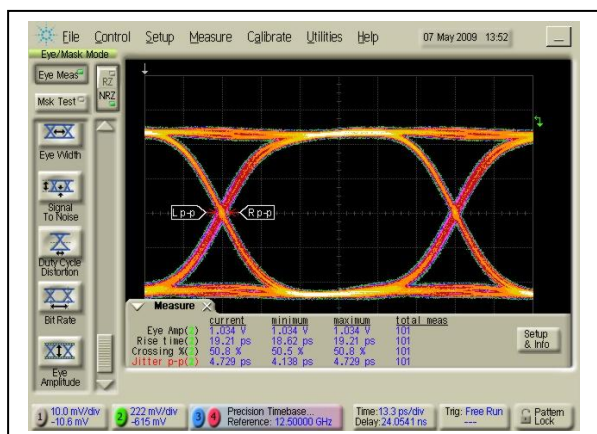 File Control Setup Measure Calibrate Utilities Help 07 May 2009 13:52
Eye/Mask Mode
Eye Meas
RZ
NRZ
Msk Test
Eye Width
Signal
To Noise
Duty Cycle
Distortion
Bit Rate
Eye
Amplitude
L p-p R p-p
Measure
current minimum maximum total meas
Eye Amp(2) 1.034 V 1.034 V 1.034 V 101
Rise time(2) 19.21 ps 18.62 ps 19.21 ps 101
Crossing %(2) 50.8 % 50.5 % 50.8 % 101
Jitter p-p(2) 4.729 ps 4.138 ps 4.729 ps 101
Setup
& Info
1 10.0 mV/div
-10.6 mV
2 222 mV/div
-615 mV
3 4 Precision Timebase...
Reference: 12.50000 GHz
Time:13.3 ps/div
Delay:24.0541 ns
Trig: Free Run
---
Pattern
Lock